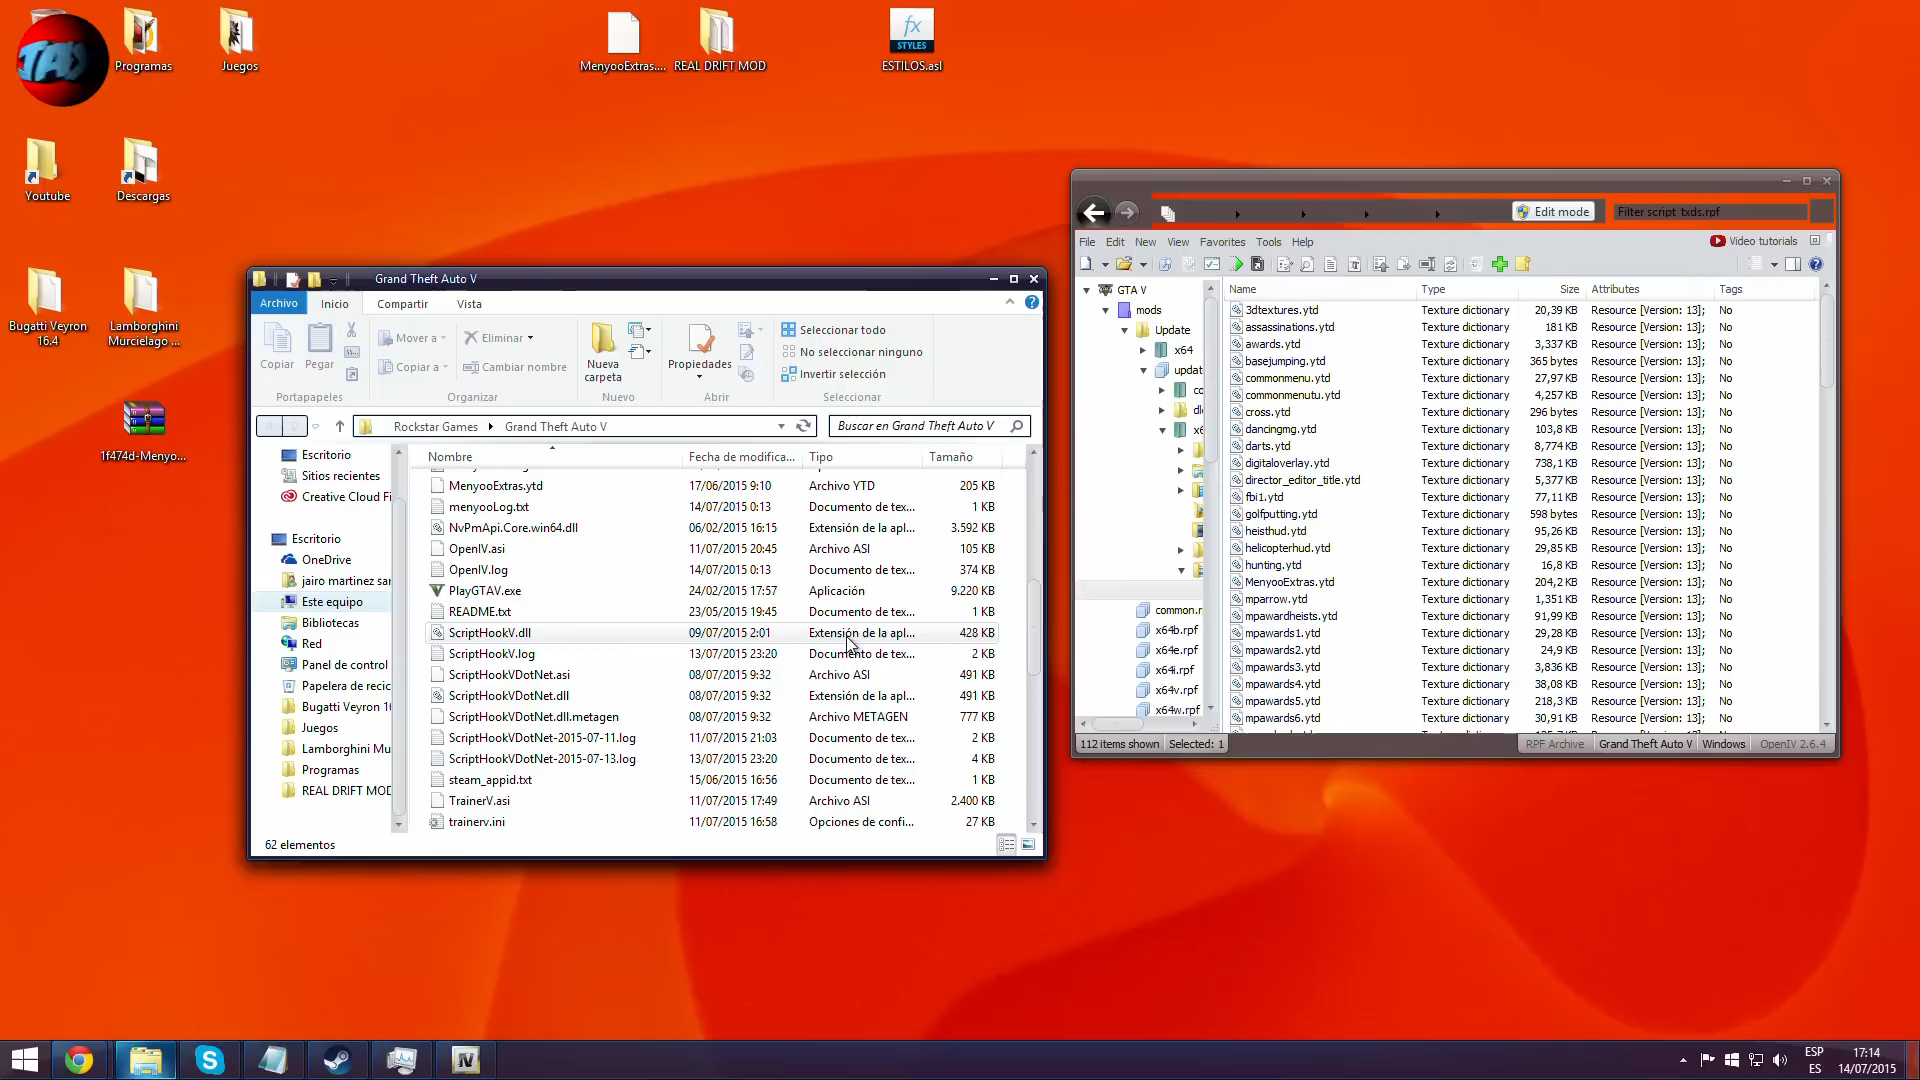 TAX
Programas
Juegos
MenyooExtras....
REAL DRIFT MOD
fx
STYLES
ESTILOS.asl
Youtube
Descargas
Bugatti Veyron 16.4
Lamborghini Murcielago ...
1f474d-Menyo...
Grand Theft Auto V
Archivo
Inicio
Compartir
Vista
Copiar
Pegar
Mover a
Copiar a
Eliminar
Cambiar nombre
Nueva carpeta
Propiedades
Seleccionar todo
No seleccionar ninguno
Invertir selección
Portapapeles
Organizar
Nuevo
Abrir
Seleccionar
Rockstar Games
Grand Theft Auto V
Buscar en Grand Theft Auto V
Nombre
Fecha de modifica...
Tipo
Tamaño
Escritorio
Sitios recientes
Creative Cloud Fi
Escritorio
OneDrive
jairo martinez sar
Este equipo
Bibliotecas
Red
Panel de control
Papelera de recic
Bugatti Veyron 16
Juegos
Lamborghini Mu
Programas
REAL DRIFT MOD
MenyooExtras.ytd 17/06/2015 9:10 Archivo YTD 205 KB
menyooLog.txt 14/07/2015 0:13 Documento de tex... 1 KB
NvPmApi.Core.win64.dll 06/02/2015 16:15 Extensión de la apl... 3.592 KB
OpenIV.asi 11/07/2015 20:45 Archivo ASI 105 KB
OpenIV.log 14/07/2015 0:13 Documento de tex... 374 KB
PlayGTAV.exe 24/02/2015 17:57 Aplicación 9.220 KB
README.txt 23/05/2015 19:45 Documento de tex... 1 KB
ScriptHookV.dll 09/07/2015 2:01 Extensión de la apl... 428 KB
ScriptHookV.log 13/07/2015 23:20 Documento de tex... 2 KB
ScriptHookVDotNet.asi 08/07/2015 9:32 Archivo ASI 491 KB
ScriptHookVDotNet.dll 08/07/2015 9:32 Extensión de la apl... 491 KB
ScriptHookVDotNet.dll.metagen 08/07/2015 9:32 Archivo METAGEN 777 KB
ScriptHookVDotNet-2015-07-11.log 11/07/2015 21:03 Documento de tex... 2 KB
ScriptHookVDotNet-2015-07-13.log 13/07/2015 23:20 Documento de tex... 4 KB
steam_appid.txt 15/06/2015 16:56 Documento de tex... 1 KB
TrainerV.asi 11/07/2015 17:49 Archivo ASI 2.400 KB
trainerv.ini 11/07/2015 16:58 Opciones de confi... 27 KB
62 elementos
Edit mode
Filter script_txds.rpf
File Edit New View Favorites Tools Help
Video tutorials
GTA V
mods
Update
x64
updat
co
dl
x6
common.r
x64b.rpf
x64e.rpf
x64i.rpf
x64v.rpf
x64w.rpf
Name Type Size Attributes Tags
3dtextures.ytd Texture dictionary 20,39 KB Resource [Version: 13]; No
assassinations.ytd Texture dictionary 181 KB Resource [Version: 13]; No
awards.ytd Texture dictionary 3,337 KB Resource [Version: 13]; No
basejumping.ytd Texture dictionary 365 bytes Resource [Version: 13]; No
commonmenu.ytd Texture dictionary 27,97 KB Resource [Version: 13]; No
commonmenutu.ytd Texture dictionary 4,257 KB Resource [Version: 13]; No
cross.ytd Texture dictionary 296 bytes Resource [Version: 13]; No
dancingmg.ytd Texture dictionary 103,8 KB Resource [Version: 13]; No
darts.ytd Texture dictionary 8,774 KB Resource [Version: 13]; No
digitaloverlay.ytd Texture dictionary 738,1 KB Resource [Version: 13]; No
director_editor_title.ytd Texture dictionary 5,377 KB Resource [Version: 13]; No
fbi1.ytd Texture dictionary 77,11 KB Resource [Version: 13]; No
golfputting.ytd Texture dictionary 598 bytes Resource [Version: 13]; No
heisthud.ytd Texture dictionary 95,26 KB Resource [Version: 13]; No
helicopterhud.ytd Texture dictionary 29,85 KB Resource [Version: 13]; No
hunting.ytd Texture dictionary 16,8 KB Resource [Version: 13]; No
MenyooExtras.ytd Texture dictionary 204,2 KB Resource [Version: 13]; No
mparrow.ytd Texture dictionary 1,351 KB Resource [Version: 13]; No
mpawardheists.ytd Texture dictionary 91,99 KB Resource [Version: 13]; No
mpawards1.ytd Texture dictionary 29,28 KB Resource [Version: 13]; No
mpawards2.ytd Texture dictionary 24,9 KB Resource [Version: 13]; No
mpawards3.ytd Texture dictionary 3,836 KB Resource [Version: 13]; No
mpawards4.ytd Texture dictionary 38,08 KB Resource [Version: 13]; No
mpawards5.ytd Texture dictionary 218,3 KB Resource [Version: 13]; No
mpawards6.ytd Texture dictionary 30,91 KB Resource [Version: 13]; No
112 items shown
Selected: 1
RPF Archive
Grand Theft Auto V
Windows
OpenIV 2.6.4
ESP
ES
17:14
14/07/2015